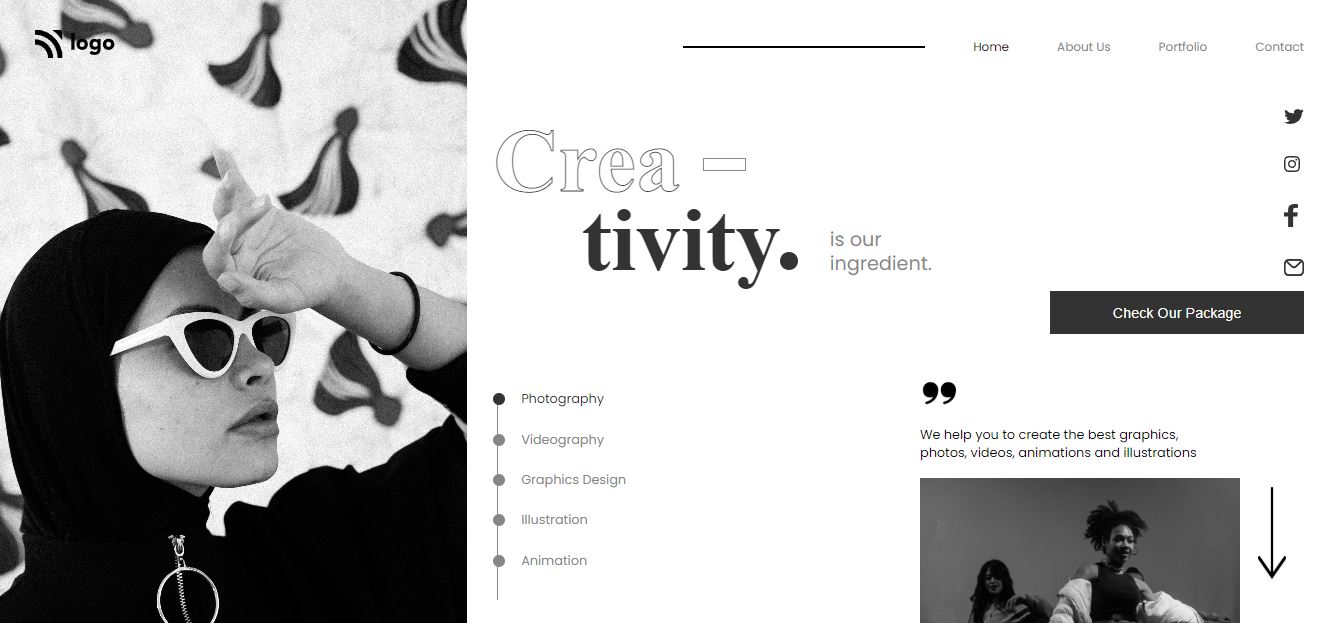 logo
Home About Us Portfolio Contact
Crea –
tivity.
is our
ingredient.
Check Our Package
Photography
Videography
Graphics Design
Illustration
Animation
”
We help you to create the best graphics,
photos, videos, animations and illustrations